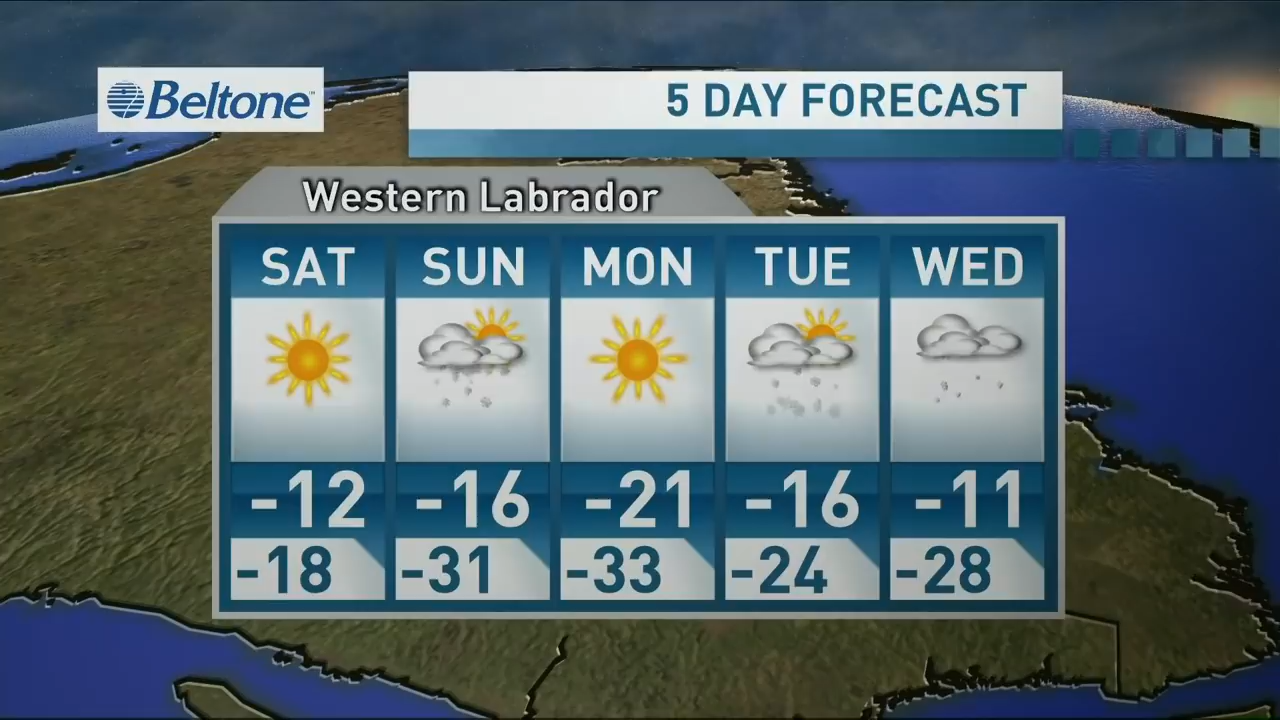 Beltone™
5 DAY FORECAST
Western Labrador
SAT SUN MON TUE WED
-12 -16 -21 -16 -11
-18 -31 -33 -24 -28